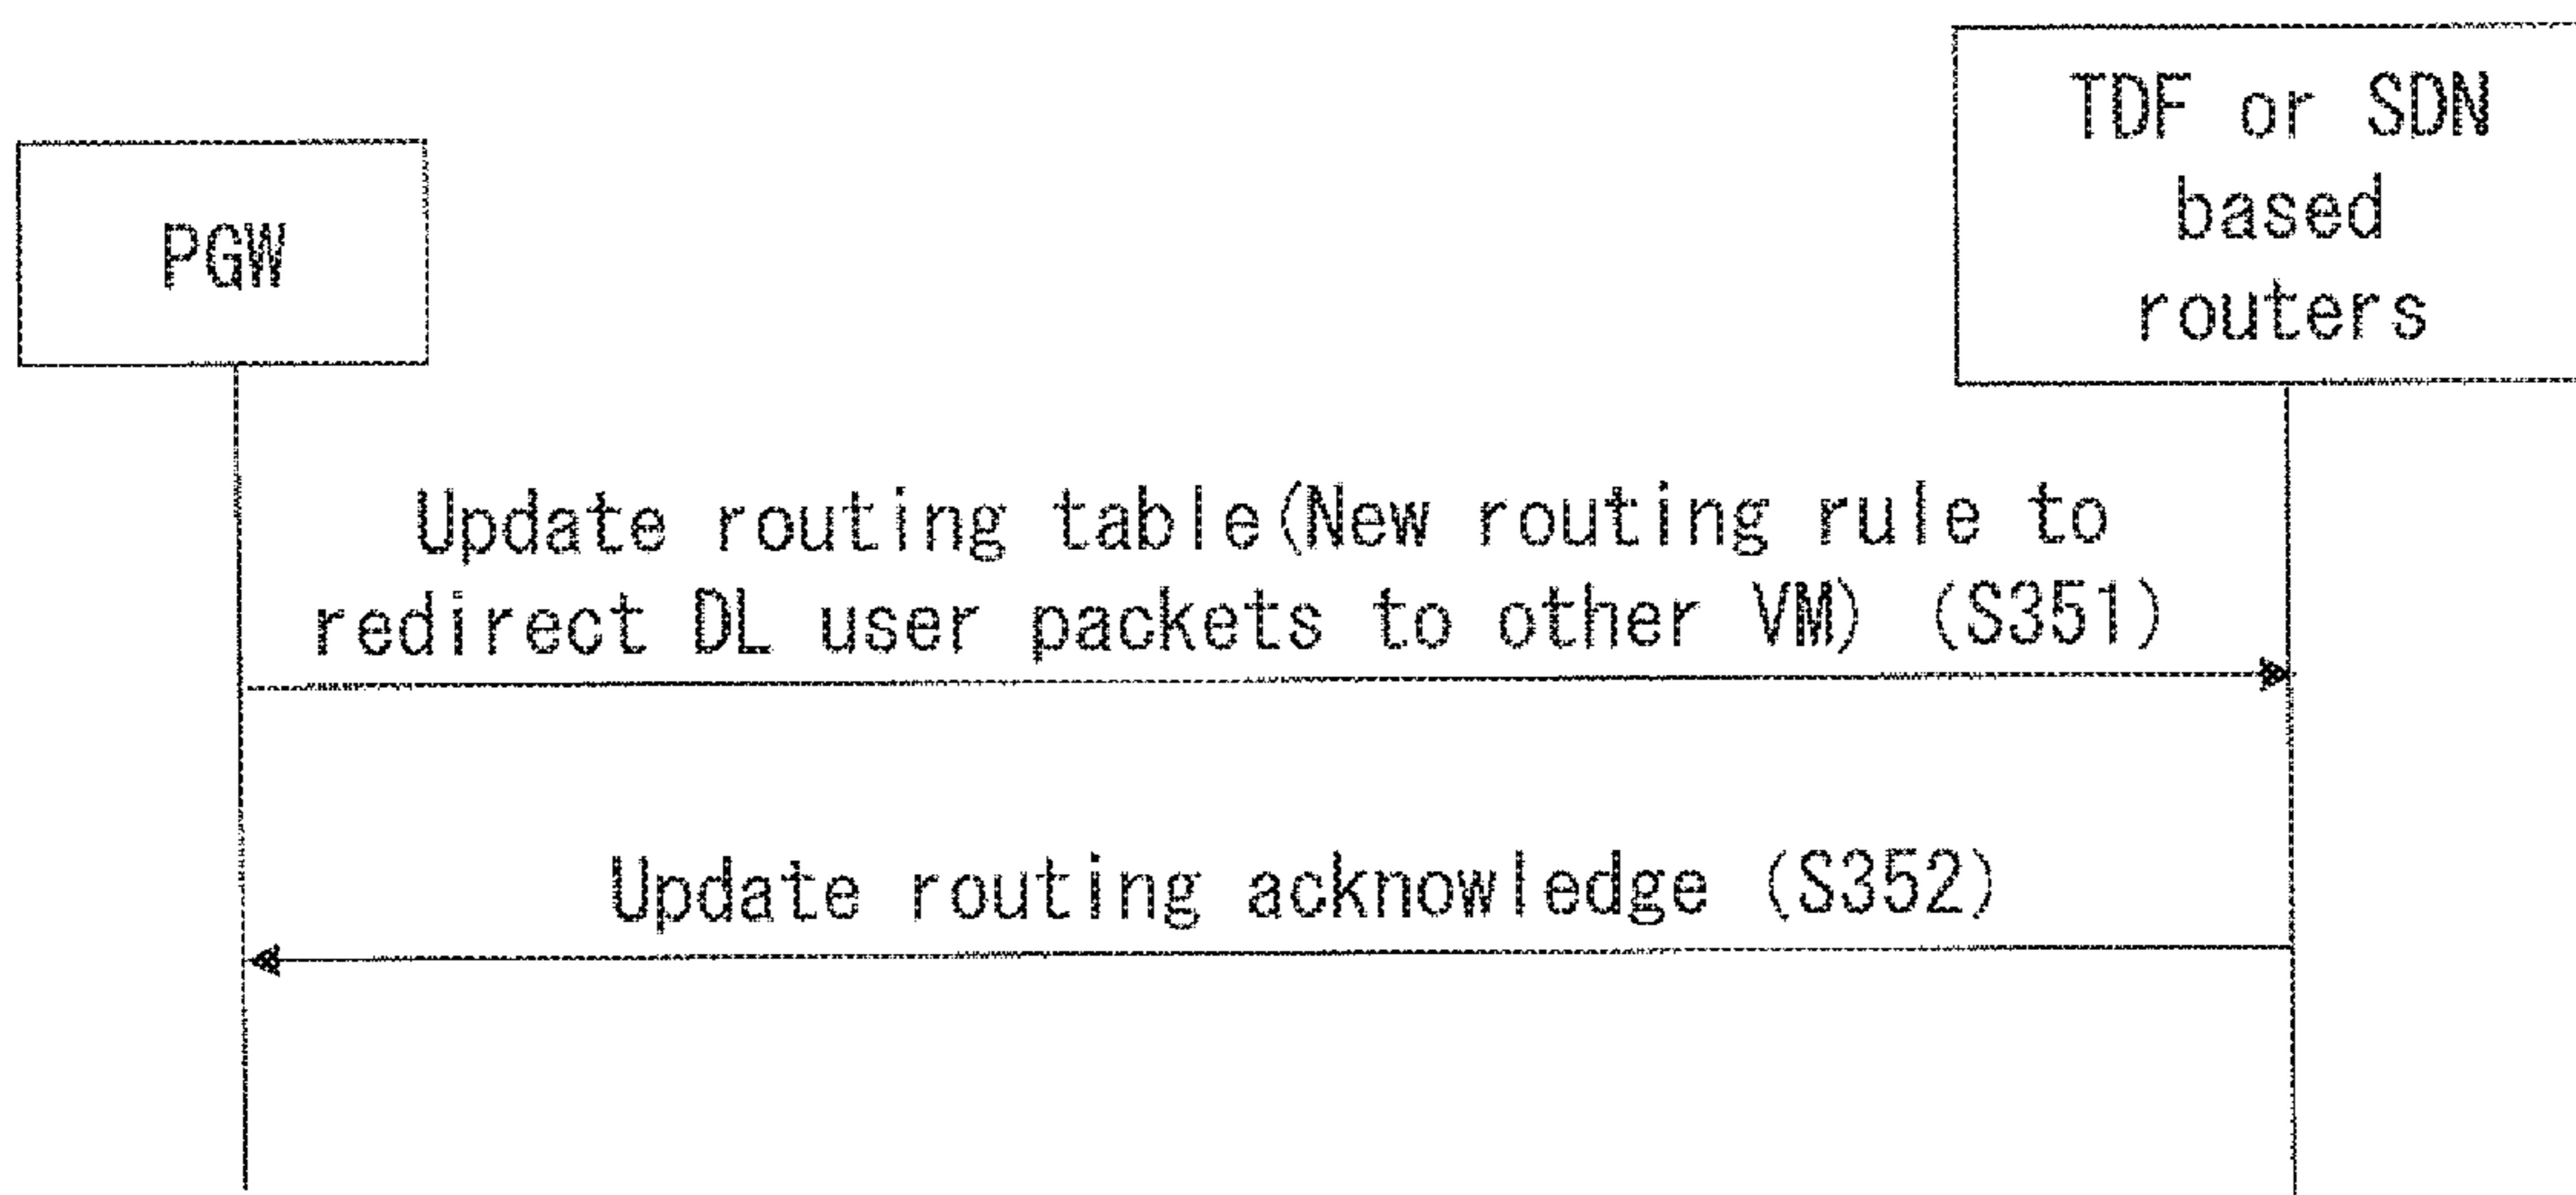 PGW
TDF or SDN
based
routers
Update routing table(New routing rule to
redirect DL user packets to other VM) (S351)
Update routing acknowledge (S352)